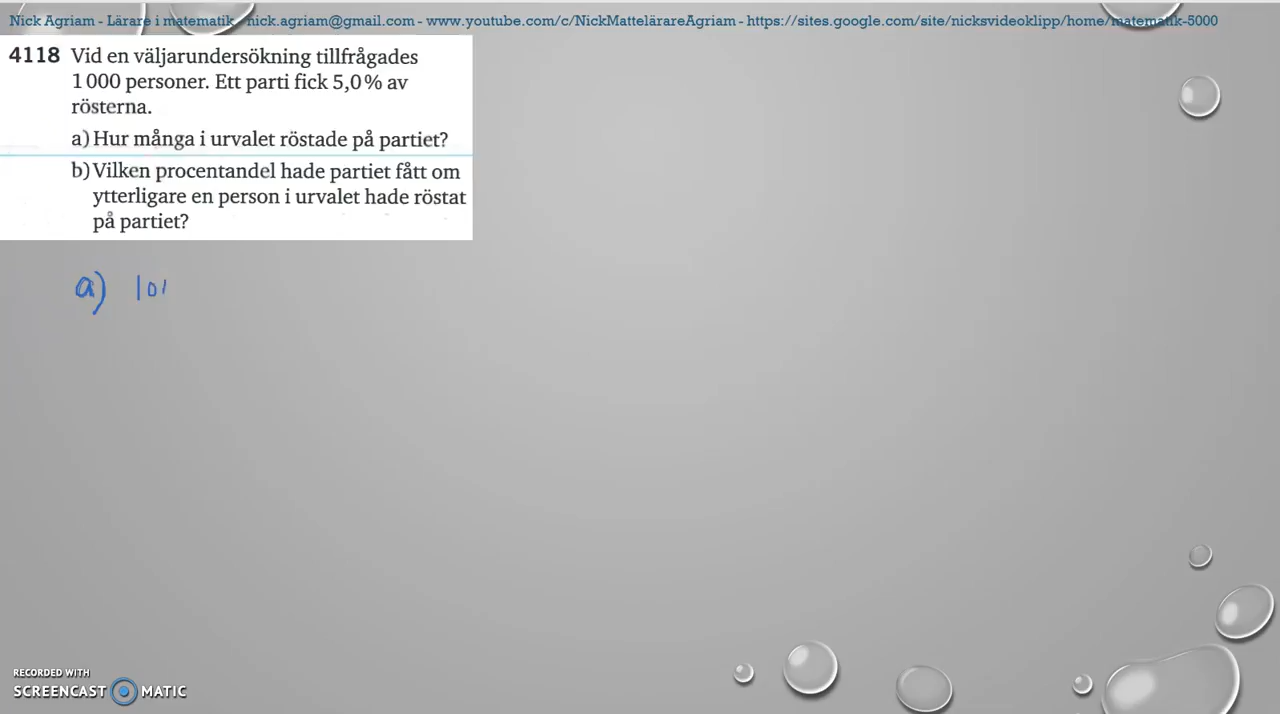 Nick Agriam - Lärare i matematik - nick.agriam@gmail.com - www.youtube.com/c/NickMattelärareAgriam - https://sites.google.com/site/nicksvideoklipp/home/matematik-5000
4118 Vid en väljarundersökning tillfrågades
1 000 personer. Ett parti fick 5,0 % av
rösterna.
a) Hur många i urvalet röstade på partiet?
b) Vilken procentandel hade partiet fått om
ytterligare en person i urvalet hade röstat
på partiet?
a)
RECORDED WITH
SCREENCAST MATIC